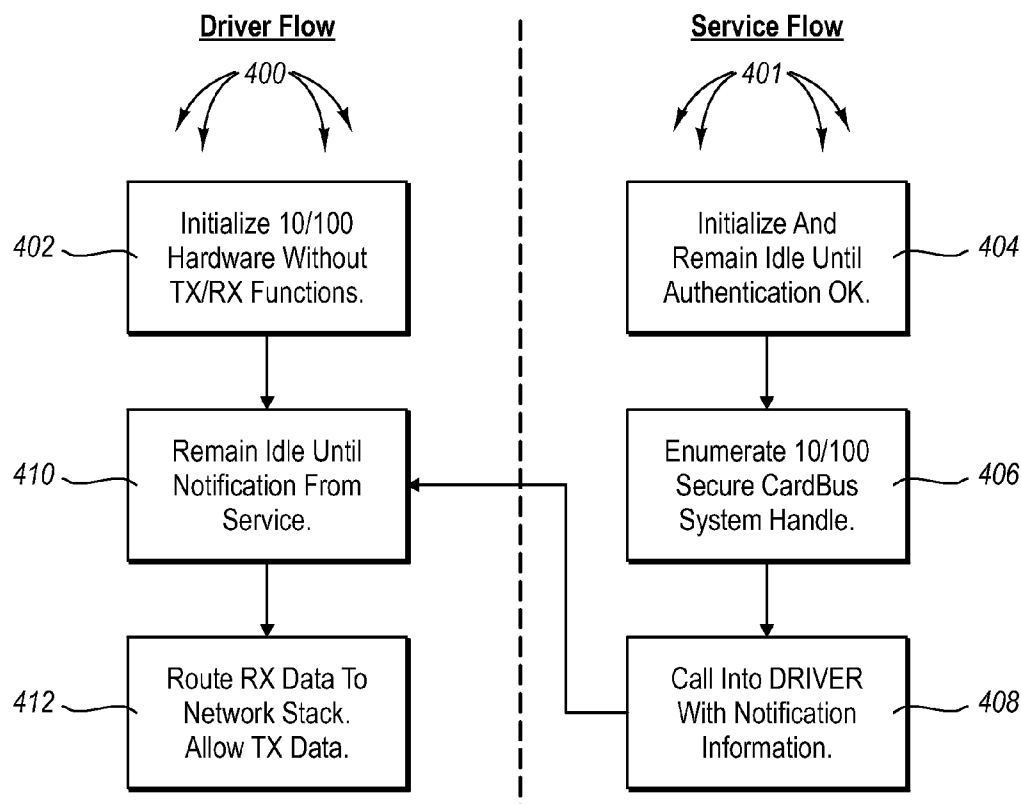 Driver Flow
400
402
Initialize 10/100
Hardware Without
TX/RX Functions.
410
Remain Idle Until
Notification From
Service.
412
Route RX Data To
Network Stack.
Allow TX Data.
Service Flow
401
Initialize And
Remain Idle Until
Authentication OK.
404
Enumerate 10/100
Secure CardBus
System Handle.
406
Call Into DRIVER
With Notification
Information.
408